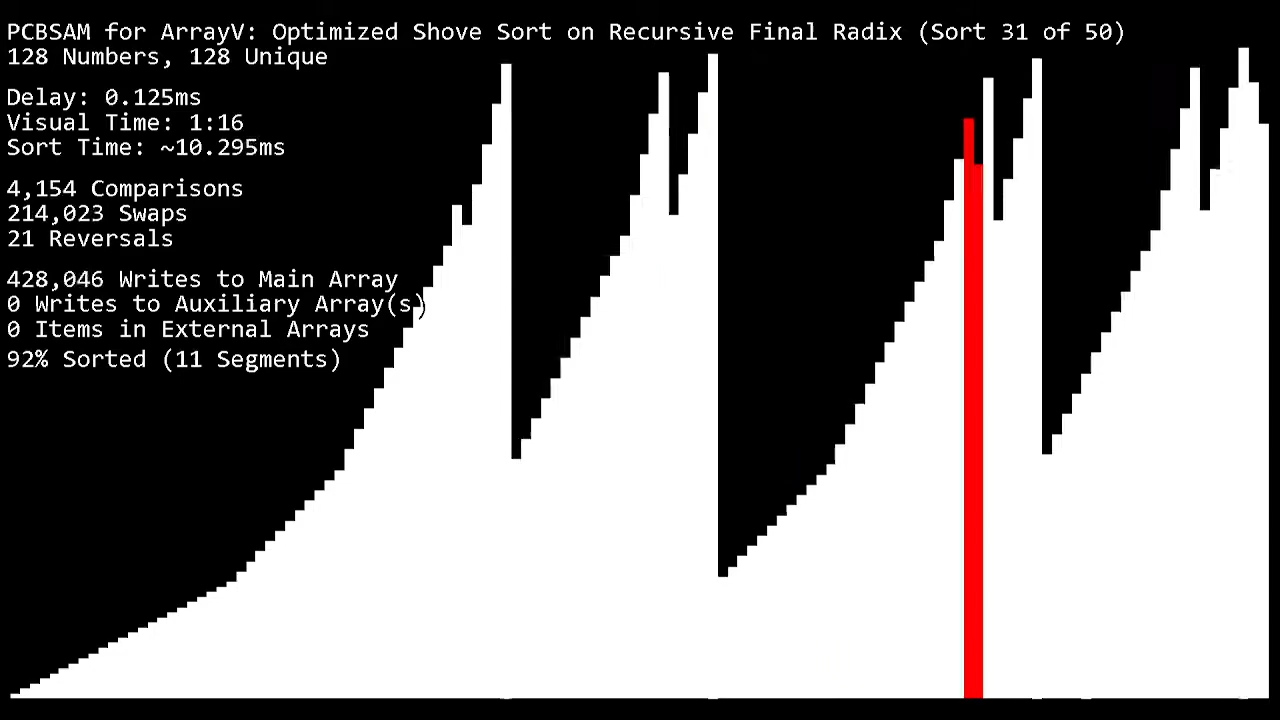 PCBSAM for ArrayV: Optimized Shove Sort on Recursive Final Radix (Sort 31 of 50)
128 Numbers, 128 Unique
Delay: 0.125ms
Visual Time: 1:16
Sort Time: ~10.295ms
4,154 Comparisons
214,023 Swaps
21 Reversals
428,046 Writes to Main Array
0 Writes to Auxiliary Array(s)
0 Items in External Arrays
92% Sorted (11 Segments)